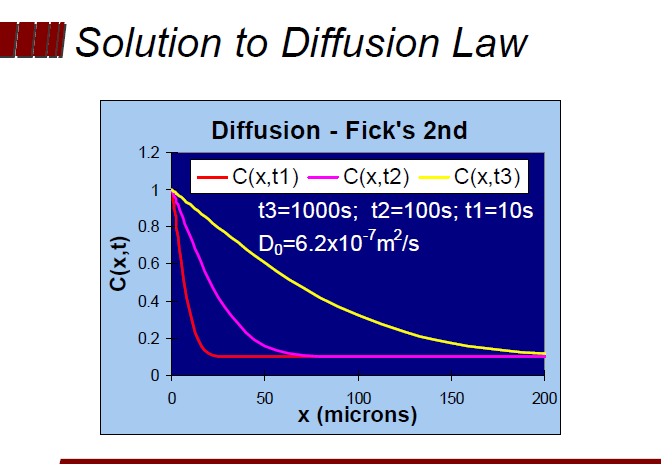 Solution to Diffusion Law
Diffusion - Fick's 2nd
C(x,t1) C(x,t2) C(x,t3)
t3=1000s; t2=100s; t1=10s
D₀=6.2x10⁻⁷m²/s
C(x,t)
1.2
1
0.8
0.6
0.4
0.2
0
0 50 100 150 200
x (microns)